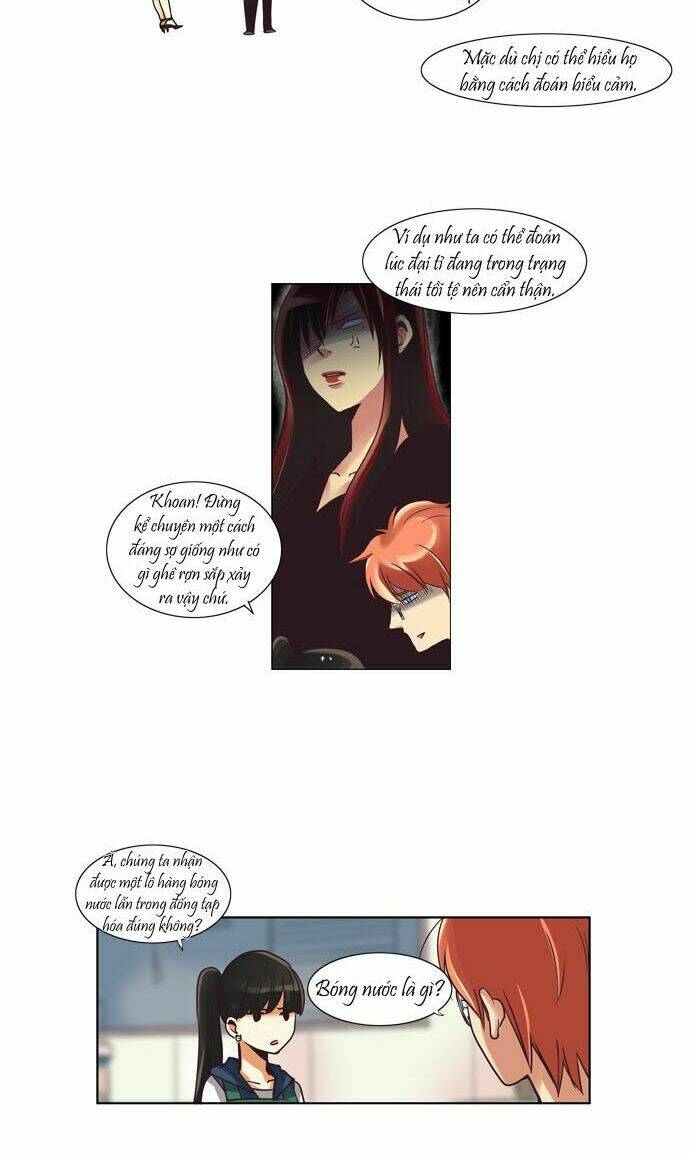 Mặc dù chị có thể hiểu họ
bằng cách đoán biểu cảm.
Ví dụ như ta có thể đoán
lúc đại tỉ đang trong trạng
thái tồi tệ nên cẩn thận.
Khoan! Đừng
kể chuyện một cách
đáng sợ giống như có
gì ghê rợn sắp xảy
ra vậy chứ.
À, chúng ta nhận
được một lô hàng bóng
nước lẫn trong đống tạp
hóa đúng không?
Bóng nước là gì?